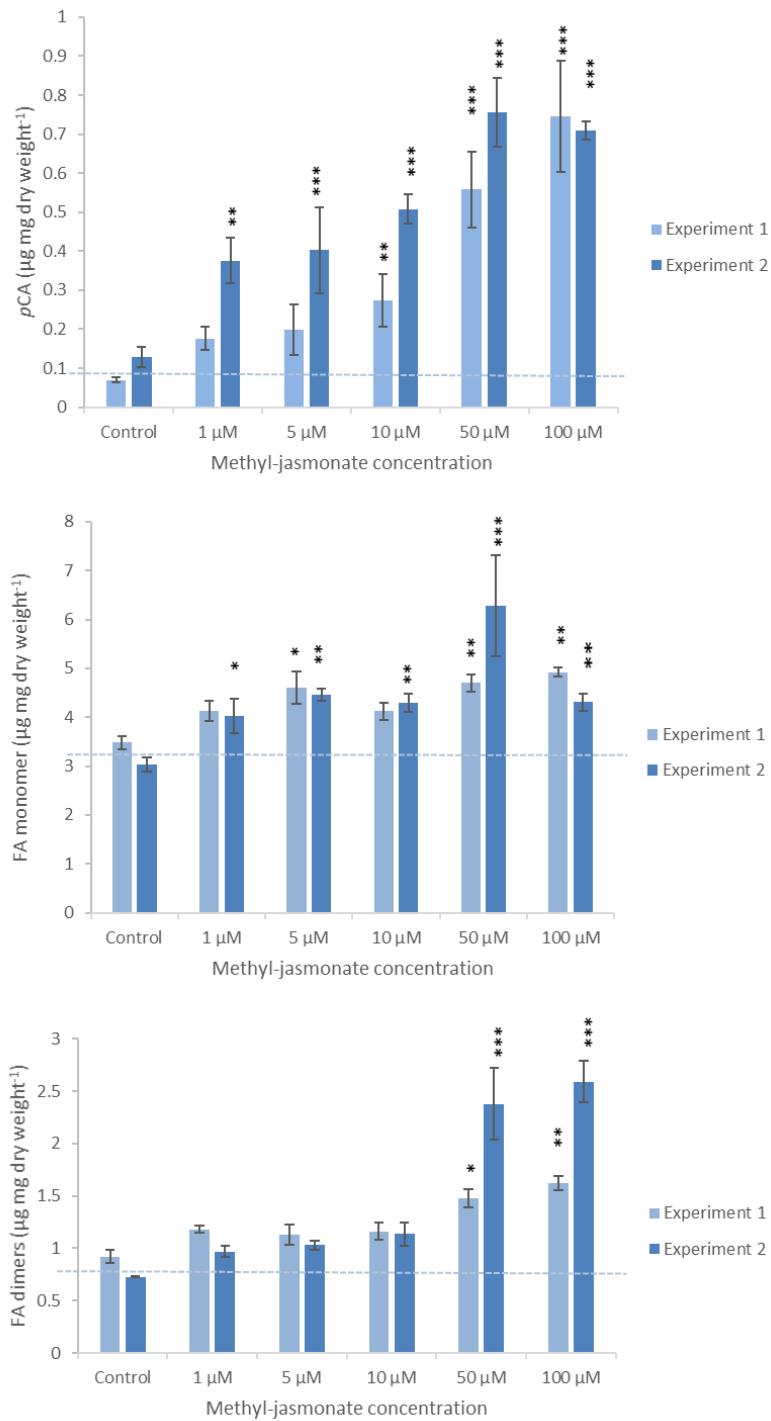 1
0.9
0.8
0.7
0.6
0.5
0.4
0.3
0.2
0.1
0
pCA (µg mg dry weight⁻¹)
** *** ** *** *** *** *** ***
Control 1 µM 5 µM 10 µM 50 µM 100 µM
Methyl-jasmonate concentration
Experiment 1
Experiment 2
8
7
6
5
4
3
2
1
0
FA monomer (µg mg dry weight⁻¹)
* * ** ** ** *** ** **
Control 1 µM 5 µM 10 µM 50 µM 100 µM
Methyl-jasmonate concentration
Experiment 1
Experiment 2
3
2.5
2
1.5
1
0.5
0
FA dimers (µg mg dry weight⁻¹)
* *** ** ***
Control 1 µM 5 µM 10 µM 50 µM 100 µM
Methyl-jasmonate concentration
Experiment 1
Experiment 2